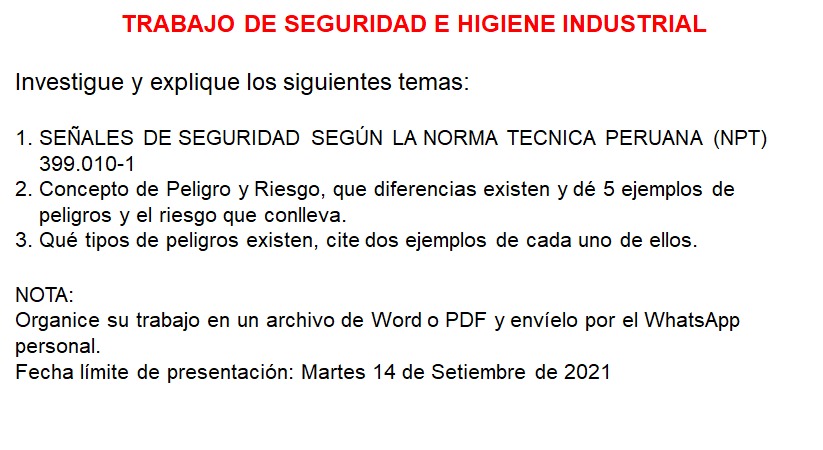 TRABAJO DE SEGURIDAD E HIGIENE INDUSTRIAL
Investigue y explique los siguientes temas:
1. SEÑALES DE SEGURIDAD SEGÚN LA NORMA TECNICA PERUANA (NPT)
399.010-1
2. Concepto de Peligro y Riesgo, que diferencias existen y dé 5 ejemplos de
peligros y el riesgo que conlleva.
3. Qué tipos de peligros existen, cite dos ejemplos de cada uno de ellos.
NOTA:
Organice su trabajo en un archivo de Word o PDF y envíelo por el WhatsApp
personal.
Fecha límite de presentación: Martes 14 de Setiembre de 2021